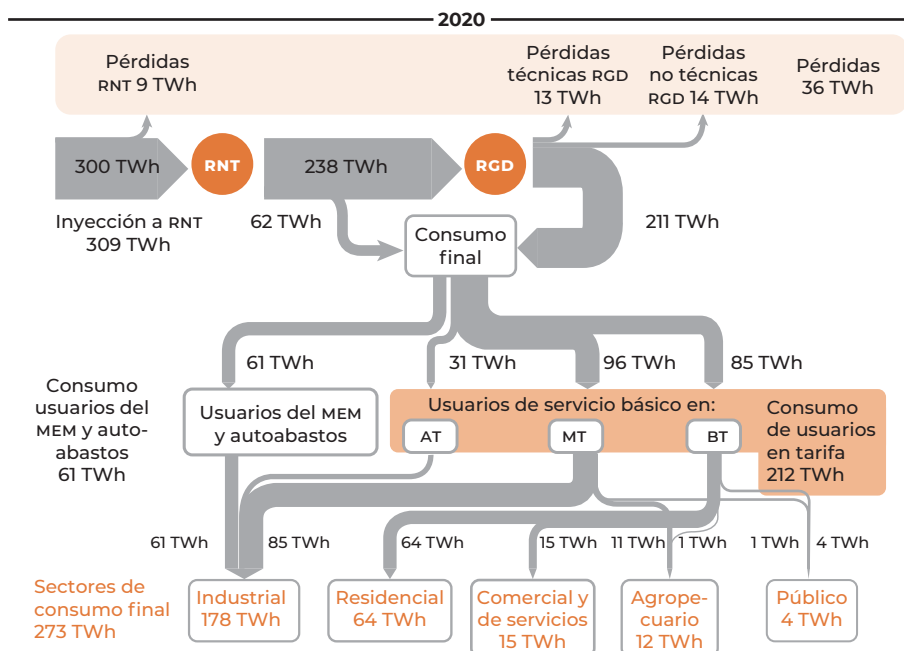 2020
Pérdidas
RNT 9 TWh
Pérdidas
técnicas RGD
13 TWh
Pérdidas
no técnicas
RGD 14 TWh
Pérdidas
36 TWh
300 TWh
RNT
238 TWh
RGD
Inyección a RNT
309 TWh
62 TWh
Consumo
final
211 TWh
61 TWh
31 TWh
96 TWh
85 TWh
Consumo
usuarios del
MEM y auto-
abastos
61 TWh
Usuarios del MEM
y autoabastos
Usuarios de servicio básico en:
AT
MT
BT
Consumo
de usuarios
en tarifa
212 TWh
61 TWh
85 TWh
64 TWh
15 TWh
11 TWh
1 TWh
1 TWh
4 TWh
Sectores de
consumo final
273 TWh
Industrial
178 TWh
Residencial
64 TWh
Comercial y
de servicios
15 TWh
Agrope-
cuario
12 TWh
Público
4 TWh